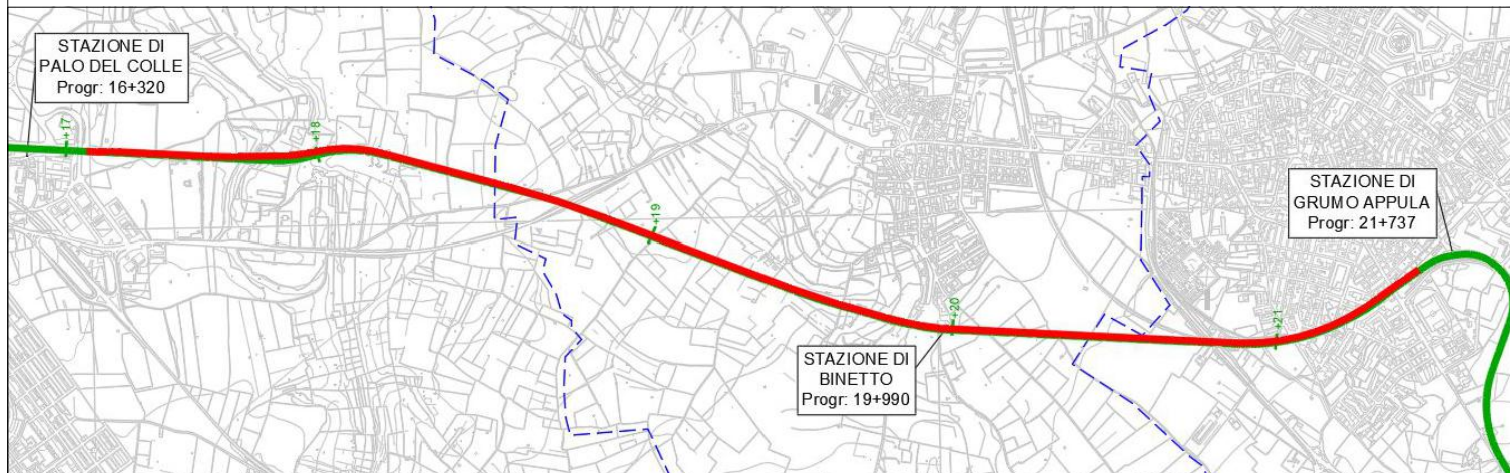 STAZIONE DI
PALO DEL COLLE
Progr: 16+320
+17
+18
+19
STAZIONE DI
BINETTO
Progr: 19+990
+20
+21
STAZIONE DI
GRUMO APPULA
Progr: 21+737